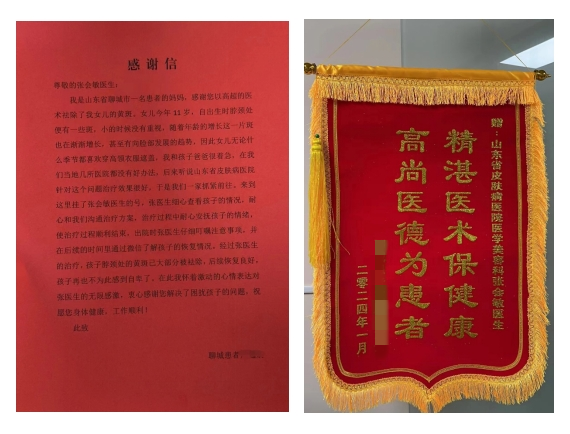 感谢信
尊敬的张会敏医生：
我是山东省聊城市一名患者的妈妈，感谢您以高超的医
术祛除了我女儿的黄斑。女儿今年11岁，自出生时脖颈处
便有一些斑，小的时候没有重视，随着年龄的增长这一片斑
也在渐渐增长，甚至有向脸部发展的趋势，因此女儿无论什
么季节都喜欢穿高领衣服遮盖，我和孩子爸爸很着急，在我
们当地几所医院都没有好办法，后来听说山东省皮肤病医院
针对这个问题治疗效果很好，于是我们一家抓紧前往，来到
这里挂了张会敏医生的号，张医生细心查看孩子的情况，耐
心和我们沟通治疗方案，治疗过程中耐心安抚孩子的情绪，
使治疗过程顺利结束，出院时张医生仔细叮嘱注意事项，并
在后续的时间里通过微信了解孩子的恢复情况，经过张医生
的治疗，孩子脖颈处的黄斑已大面分被祛除，后续恢复良好，
孩子再也不为此感到自卑了，在此我怀着激动的心情表达对
张医生的无限感激，衷心感谢您解决了困扰孩子的问题，祝
愿您身体健康，工作顺利！
此致
聊城患者
赠：山东省皮肤病医院医学美容科张会敏医生
精湛医术保健康
高尚医德为患者
二零二四年一月